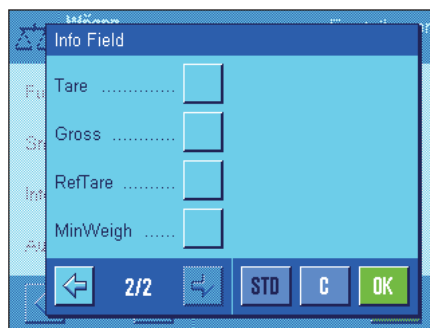 Info Field
Tare .............
Gross ............
RefTare ..........
MinWeigh ......
2/2
STD
C
OK